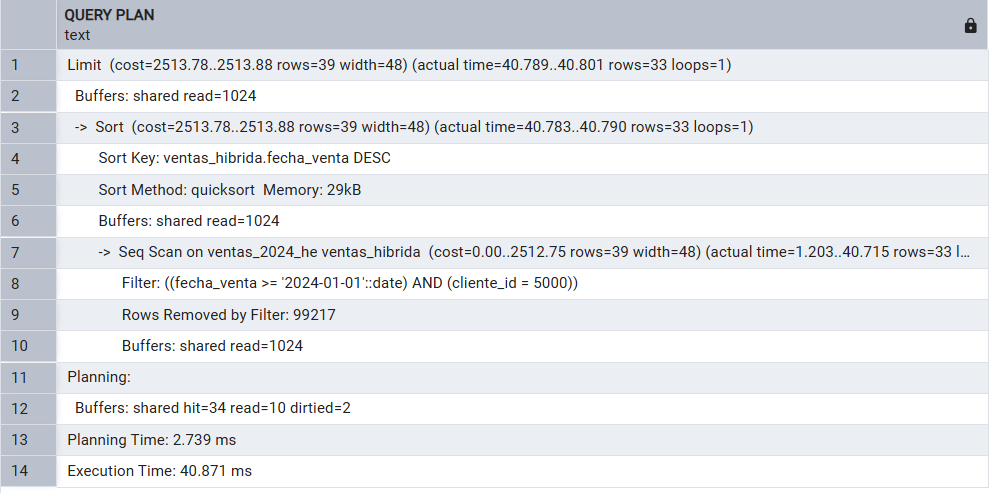 QUERY PLAN
text
1 Limit (cost=2513.78..2513.88 rows=39 width=48) (actual time=40.789..40.801 rows=33 loops=1)
2 Buffers: shared read=1024
3 -> Sort (cost=2513.78..2513.88 rows=39 width=48) (actual time=40.783..40.790 rows=33 loops=1)
4 Sort Key: ventas_hibrida.fecha_venta DESC
5 Sort Method: quicksort Memory: 29kB
6 Buffers: shared read=1024
7 -> Seq Scan on ventas_2024_he ventas_hibrida (cost=0.00..2512.75 rows=39 width=48) (actual time=1.203..40.715 rows=33 l...
8 Filter: ((fecha_venta >= '2024-01-01'::date) AND (cliente_id = 5000))
9 Rows Removed by Filter: 99217
10 Buffers: shared read=1024
11 Planning:
12 Buffers: shared hit=34 read=10 dirtied=2
13 Planning Time: 2.739 ms
14 Execution Time: 40.871 ms